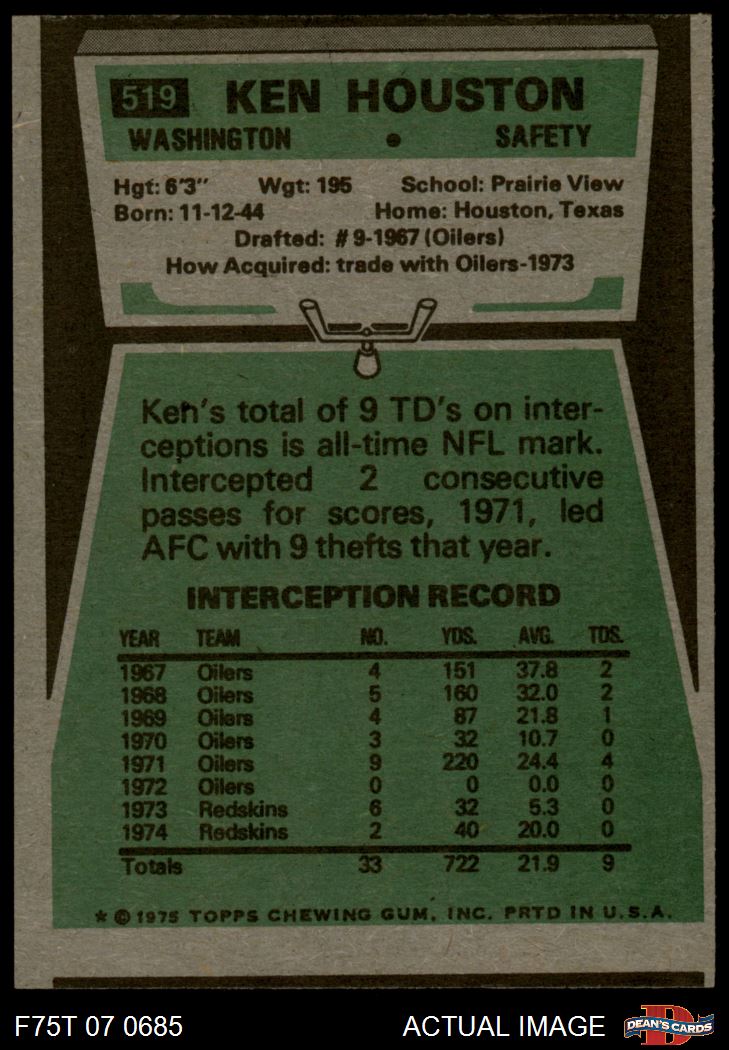 519 KEN HOUSTON
WASHINGTON • SAFETY
Hgt: 6'3" Wgt: 195 School: Prairie View
Born: 11-12-44 Home: Houston, Texas
Drafted: #9-1967 (Oilers)
How Acquired: trade with Oilers-1973
Ken's total of 9 TD's on inter-
ceptions is all-time NFL mark.
Intercepted 2 consecutive
passes for scores, 1971, led
AFC with 9 thefts that year.
INTERCEPTION RECORD
YEAR TEAM NO. YDS. AVG. TDS.
1967 Oilers 4 151 37.8 2
1968 Oilers 5 160 32.0 2
1969 Oilers 4 87 21.8 1
1970 Oilers 3 32 10.7 0
1971 Oilers 9 220 24.4 4
1972 Oilers 0 0 0.0 0
1973 Redskins 6 32 5.3 0
1974 Redskins 2 40 20.0 0
Totals 33 722 21.9 9
* © 1975 TOPPS CHEWING GUM, INC. PRTD IN U.S.A.
F75T 07 0685 ACTUAL IMAGE DEAN'S CARDS